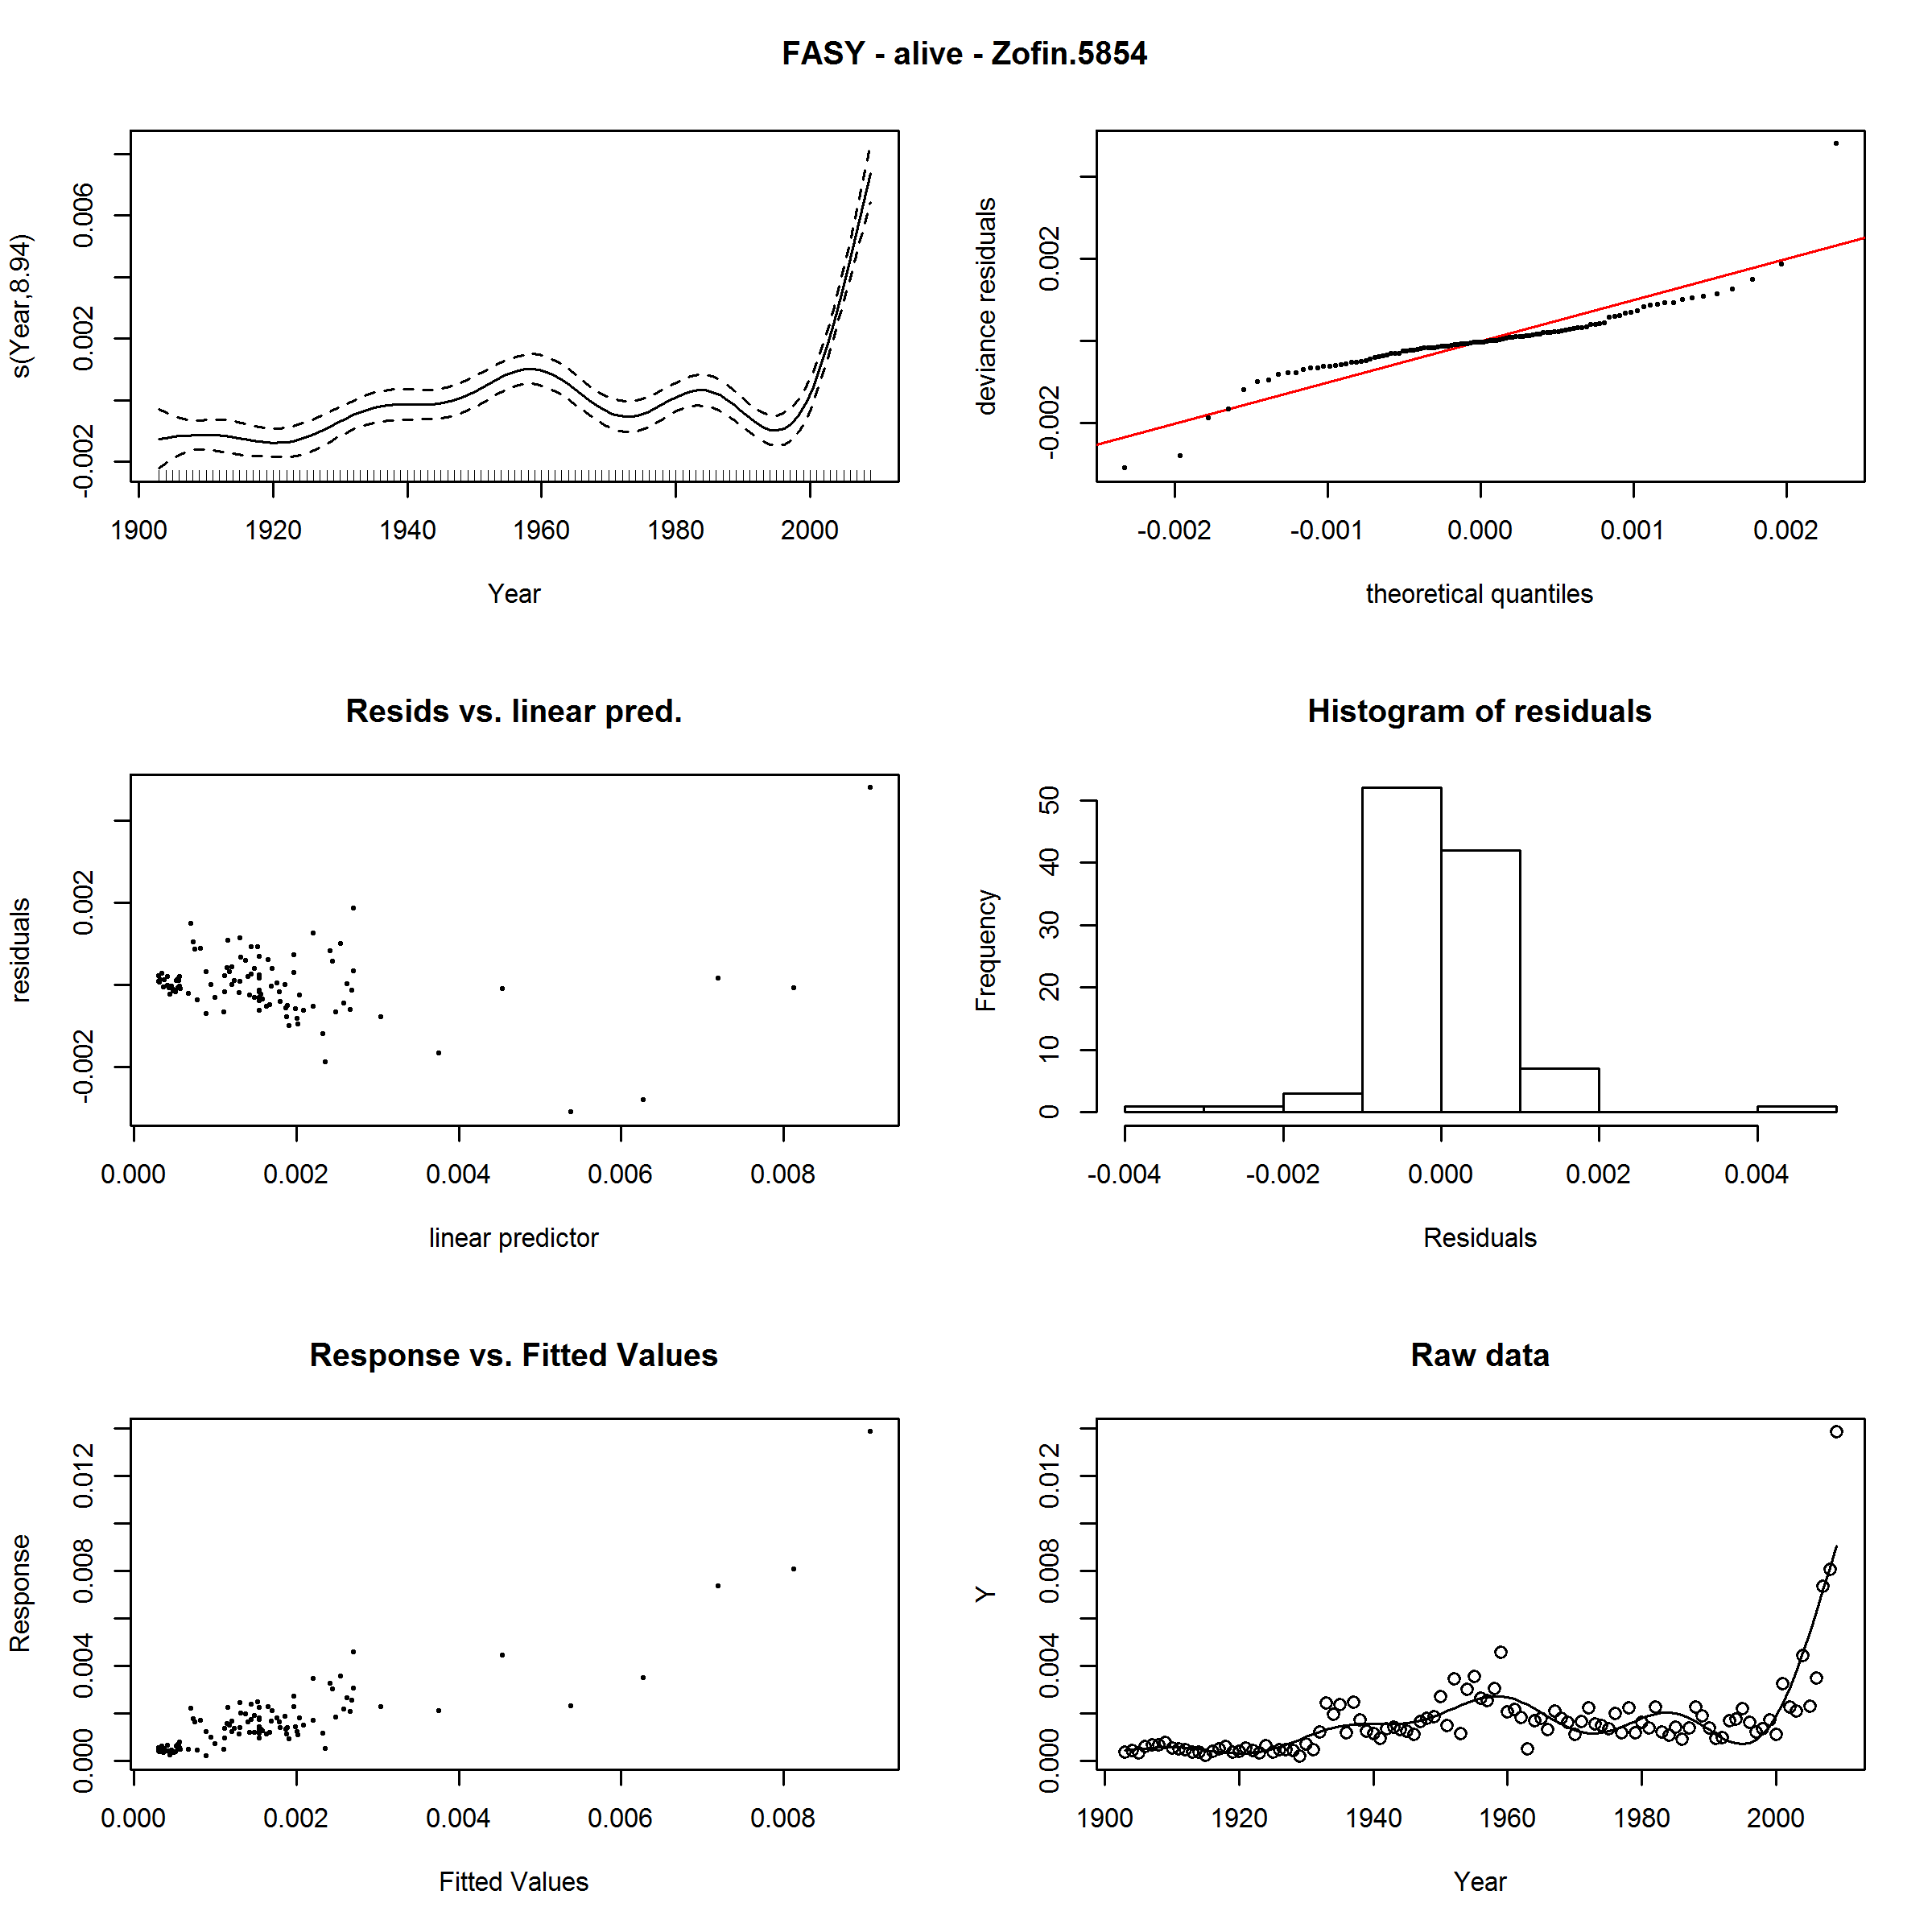 FASY - alive - Zofin.5854
s(Year,8.94)
-0.002 0.002 0.006
1900 1920 1940 1960 1980 2000
Year
deviance residuals
-0.002 0.002
-0.002 -0.001 0.000 0.001 0.002
theoretical quantiles
Resids vs. linear pred.
residuals
-0.002 0.002
0.000 0.002 0.004 0.006 0.008
linear predictor
Histogram of residuals
Frequency
0 10 20 30 40 50
-0.004 -0.002 0.000 0.002 0.004
Residuals
Response vs. Fitted Values
Response
0.000 0.004 0.008 0.012
0.000 0.002 0.004 0.006 0.008
Fitted Values
Raw data
Y
0.000 0.004 0.008 0.012
1900 1920 1940 1960 1980 2000
Year